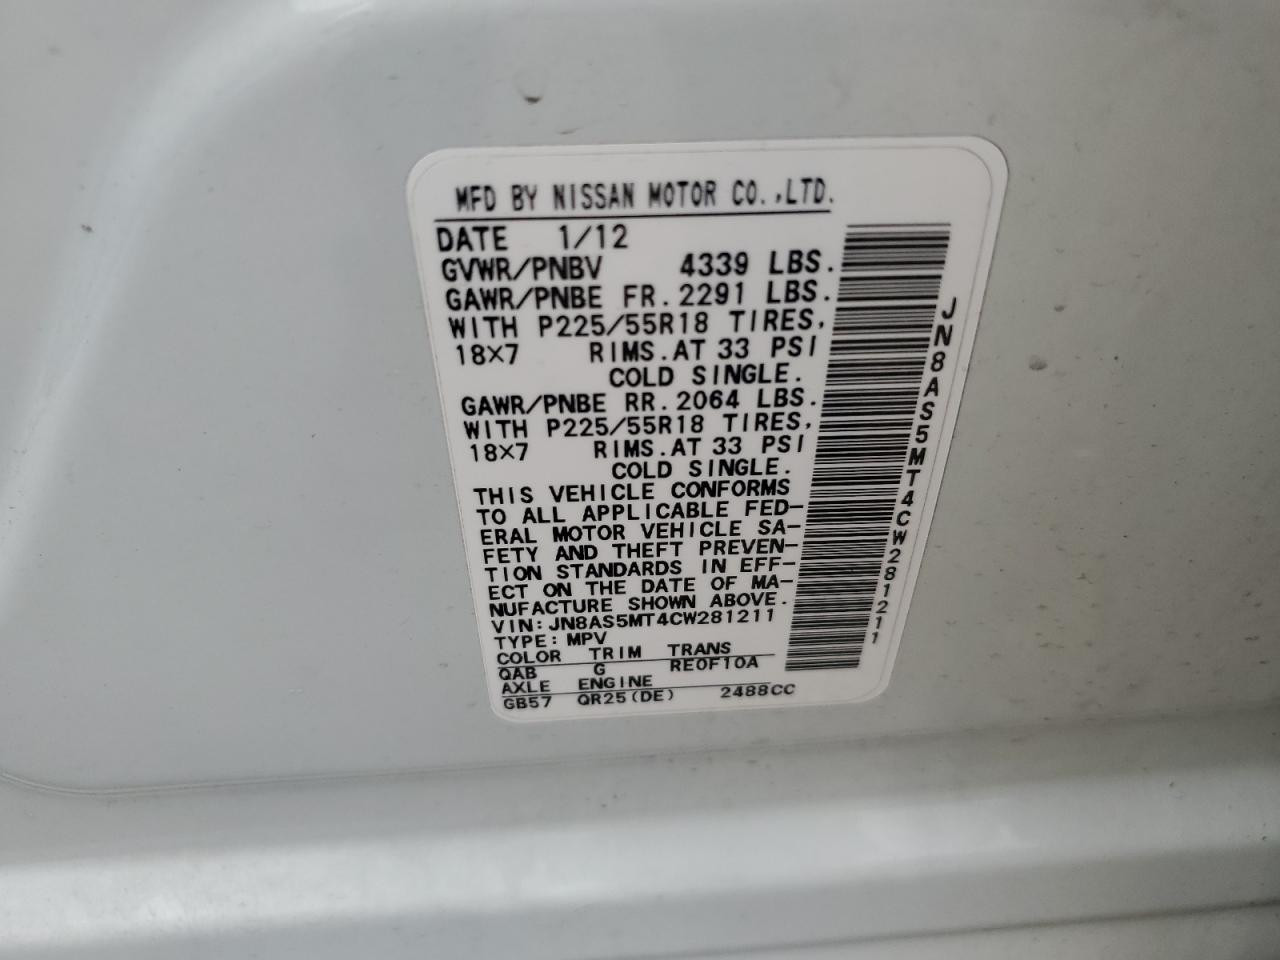 MFD BY NISSAN MOTOR CO.,LTD.
DATE 1/12
GVWR/PNBV 4339 LBS.
GAWR/PNBE FR.2291 LBS.
WITH P225/55R18 TIRES,
18×7 RIMS.AT 33 PSI
COLD SINGLE.
GAWR/PNBE RR.2064 LBS.
WITH P225/55R18 TIRES,
18×7 RIMS.AT 33 PSI
COLD SINGLE.
THIS VEHICLE CONFORMS
TO ALL APPLICABLE FED-
ERAL MOTOR VEHICLE SA-
FETY AND THEFT PREVEN-
TION STANDARDS IN EFF-
ECT ON THE DATE OF MA-
NUFACTURE SHOWN ABOVE.
VIN:JN8AS5MT4CW281211
TYPE:MPV
COLOR TRIM TRANS
QAB G RE0F10A
AXLE ENGINE
GB57 QR25(DE) 2488CC
JN8AS5MT4CW281211